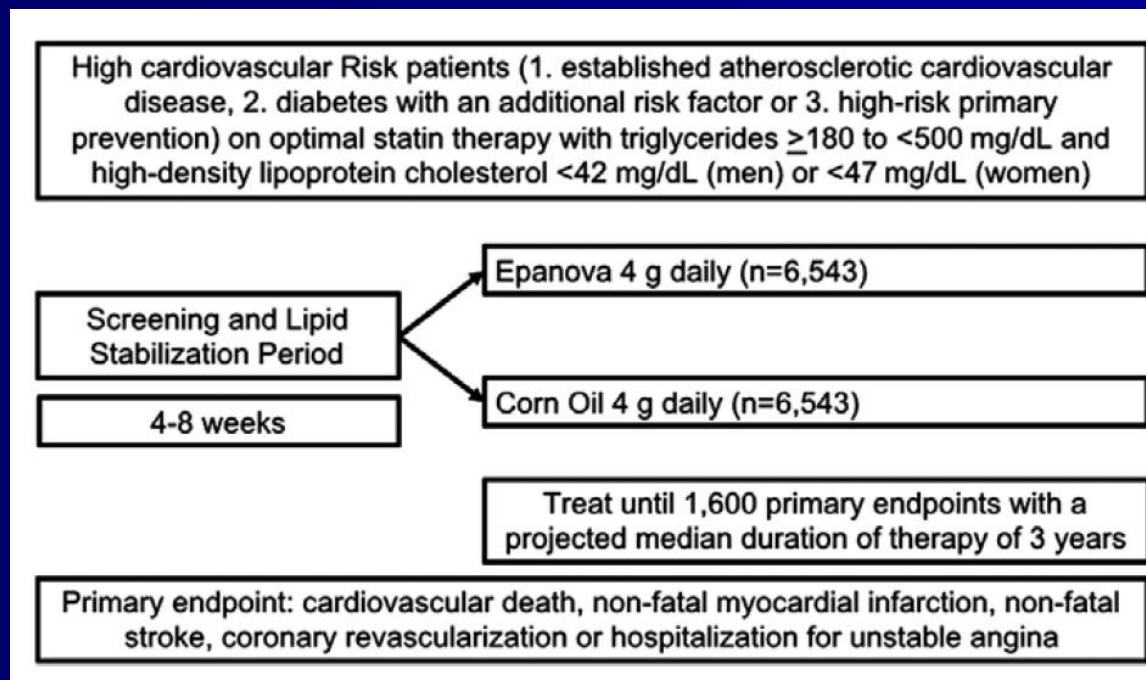 High cardiovascular Risk patients (1. established atherosclerotic cardiovascular
disease, 2. diabetes with an additional risk factor or 3. high-risk primary
prevention) on optimal statin therapy with triglycerides ≥180 to <500 mg/dL and
high-density lipoprotein cholesterol <42 mg/dL (men) or <47 mg/dL (women)
Epanova 4 g daily (n=6,543)
Screening and Lipid
Stabilization Period
4-8 weeks
Corn Oil 4 g daily (n=6,543)
Treat until 1,600 primary endpoints with a
projected median duration of therapy of 3 years
Primary endpoint: cardiovascular death, non-fatal myocardial infarction, non-fatal
stroke, coronary revascularization or hospitalization for unstable angina